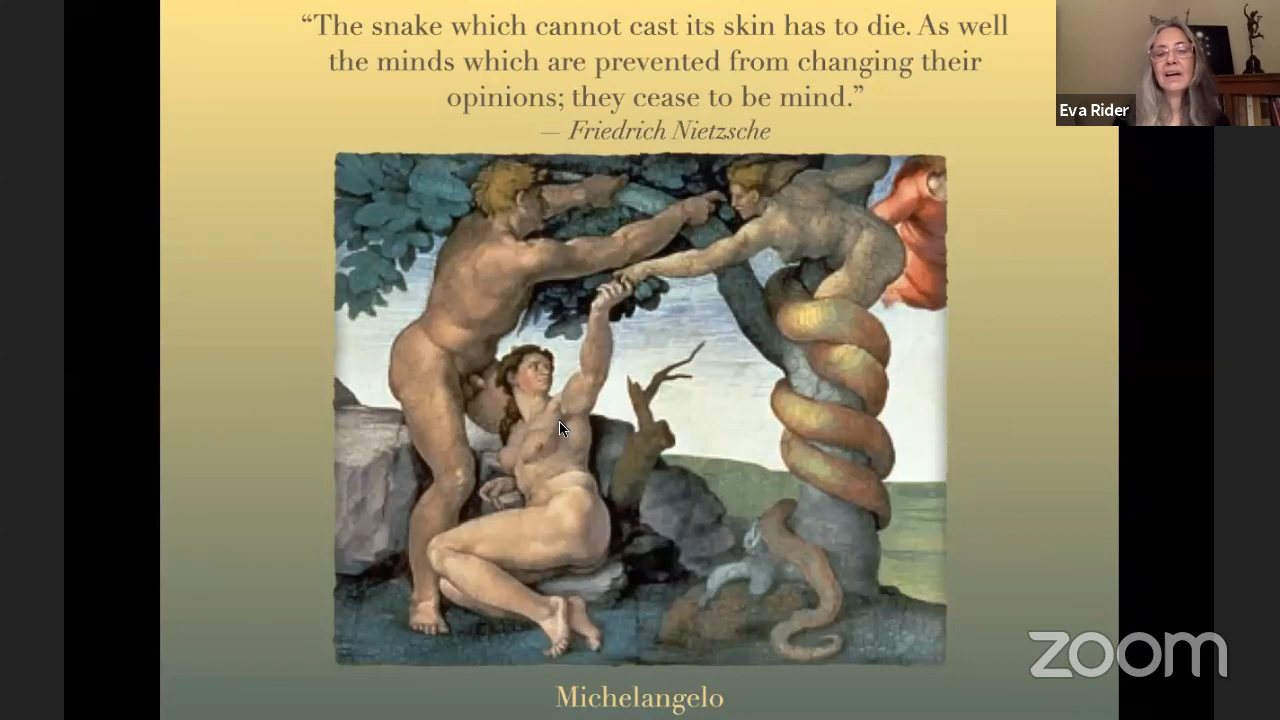 “The snake which cannot cast its skin has to die. As well
the minds which are prevented from changing their
opinions; they cease to be mind.”
— Friedrich Nietzsche
Eva Rider
zoom
Michelangelo